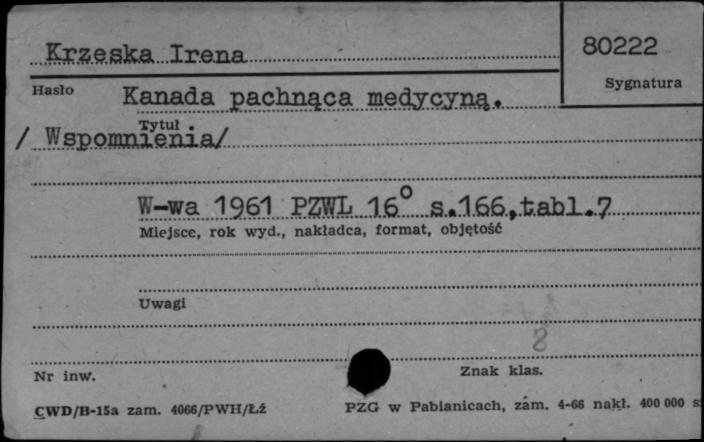 Krzeska Irena
80222
Hasło
Sygnatura
Kanada pachnąca medycyną.
Tytuł
/ Wspomnienia/
W-wa 1961 PZWL 16° s.166,tabl.7
Miejsce, rok wyd., nakładca, format, objętość
Uwagi
8
Nr inw.
Znak klas.
CWD/B-15a zam. 4066/PWH/Łź
PZG w Pabianicach, zam. 4-66 nakł. 400 000